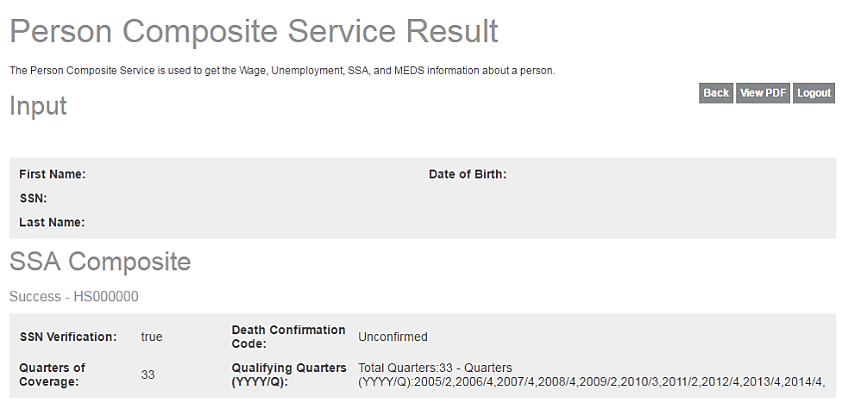 Person Composite Service Result
The Person Composite Service is used to get the Wage, Unemployment, SSA, and MEDS information about a person.
Back View PDF Logout
Input
First Name: Date of Birth:
SSN:
Last Name:
SSA Composite
Success - HS000000
SSN Verification: true Death Confirmation Code: Unconfirmed
Quarters of Coverage: 33 Qualifying Quarters (YYYY/Q): Total Quarters:33 - Quarters
(YYYY/Q):2005/2,2006/4,2007/4,2008/4,2009/2,2010/3,2011/2,2012/4,2013/4,2014/4,